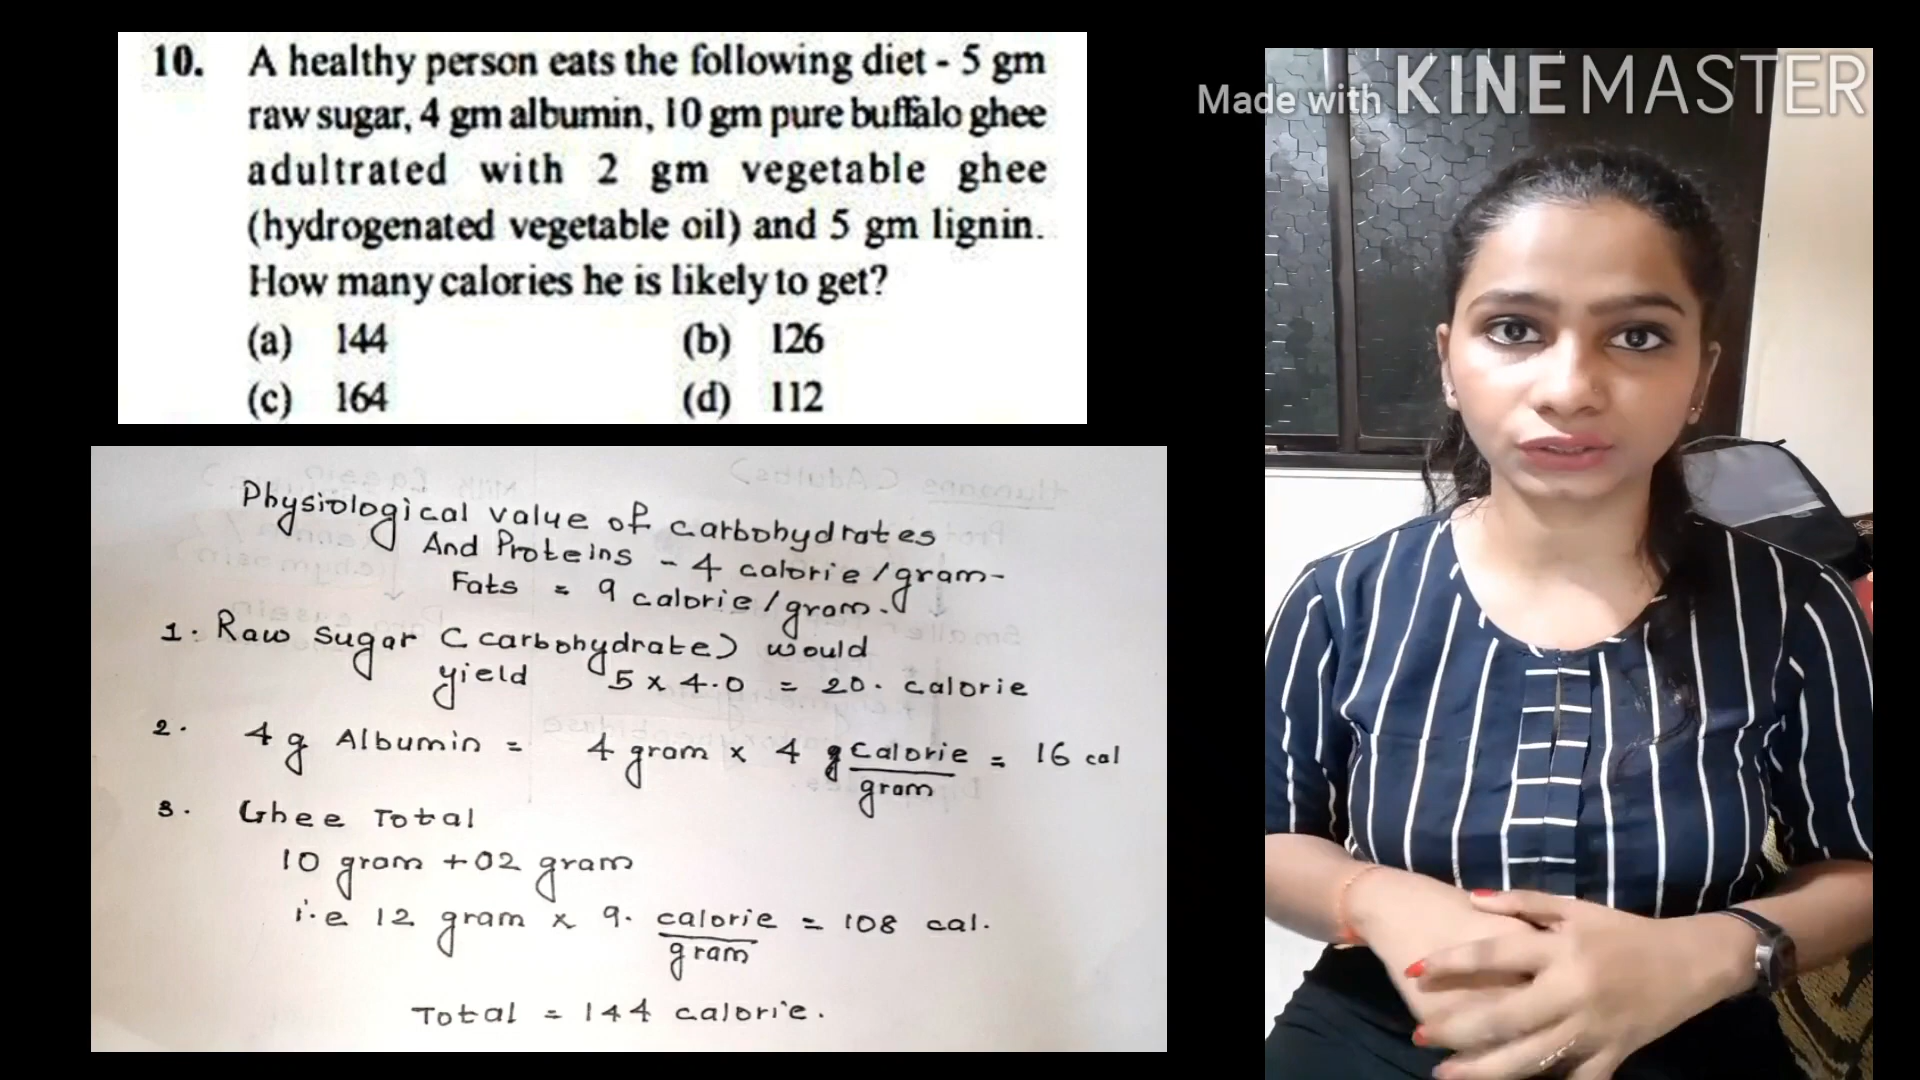 10. A healthy person eats the following diet - 5 gm
raw sugar, 4 gm albumin, 10 gm pure buffalo ghee
adultrated with 2 gm vegetable ghee
(hydrogenated vegetable oil) and 5 gm lignin.
How many calories he is likely to get?
(a) 144 (b) 126
(c) 164 (d) 112
Made with KINEMASTER
Physiological value of carbohydrates
And Proteins - 4 calorie/gram-
Fats = 9 calorie/gram.
1. Raw sugar (carbohydrate) would
yield 5 x 4.0 = 20. calorie
2. 4 g Albumin = 4 gram x 4 calorie/gram = 16 cal
3. Ghee Total
10 gram + 02 gram
i.e 12 gram x 9. calorie/gram = 108 cal.
Total = 144 calorie.